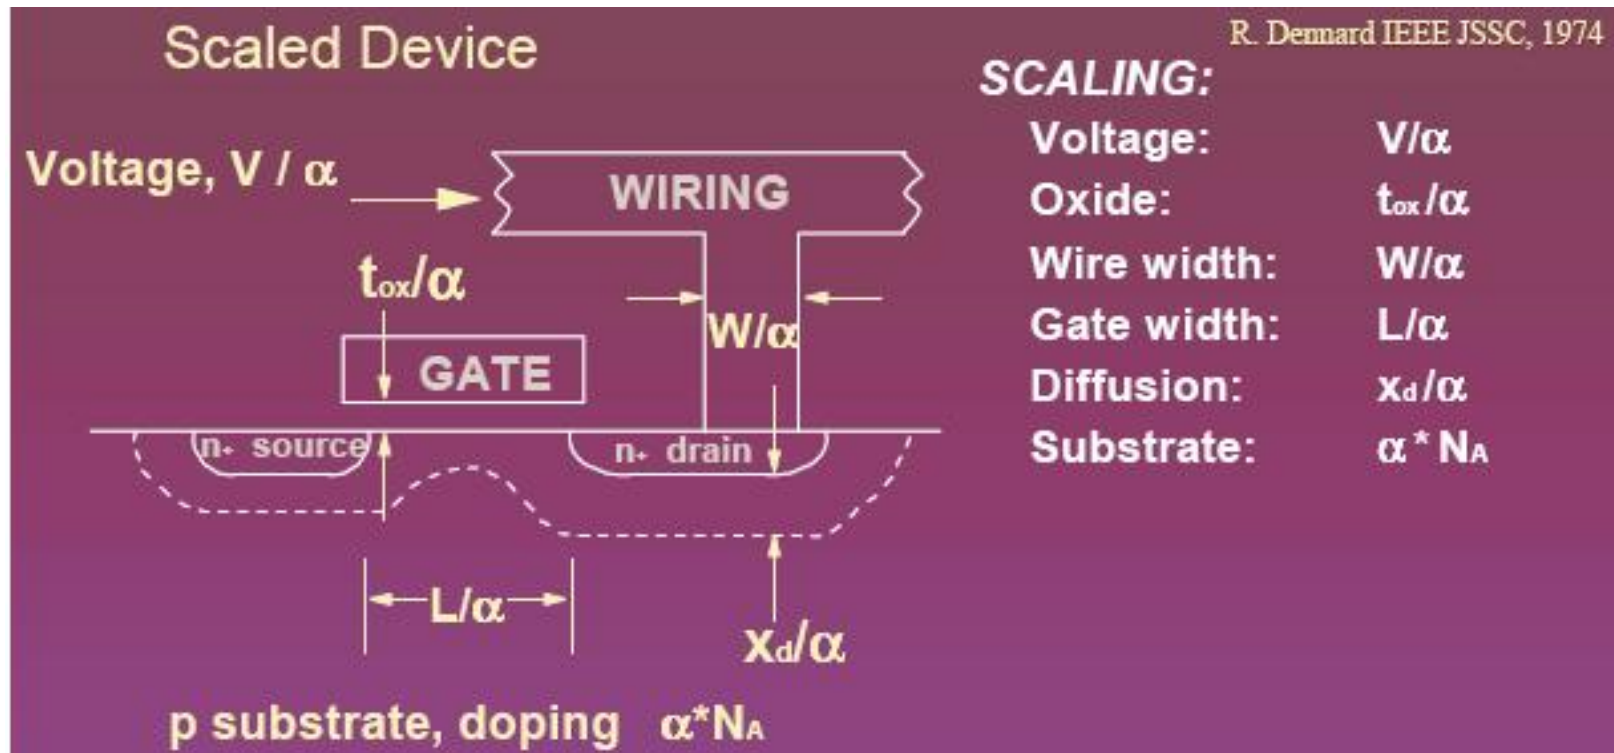 Scaled Device
R. Dennard IEEE JSSC, 1974
SCALING:
Voltage: V/α
Oxide: tox/α
Wire width: W/α
Gate width: L/α
Diffusion: xd/α
Substrate: α*NA
Voltage, V / α
WIRING
tox/α
W/α
GATE
n+ source
n+ drain
L/α
xd/α
p substrate, doping α*NA